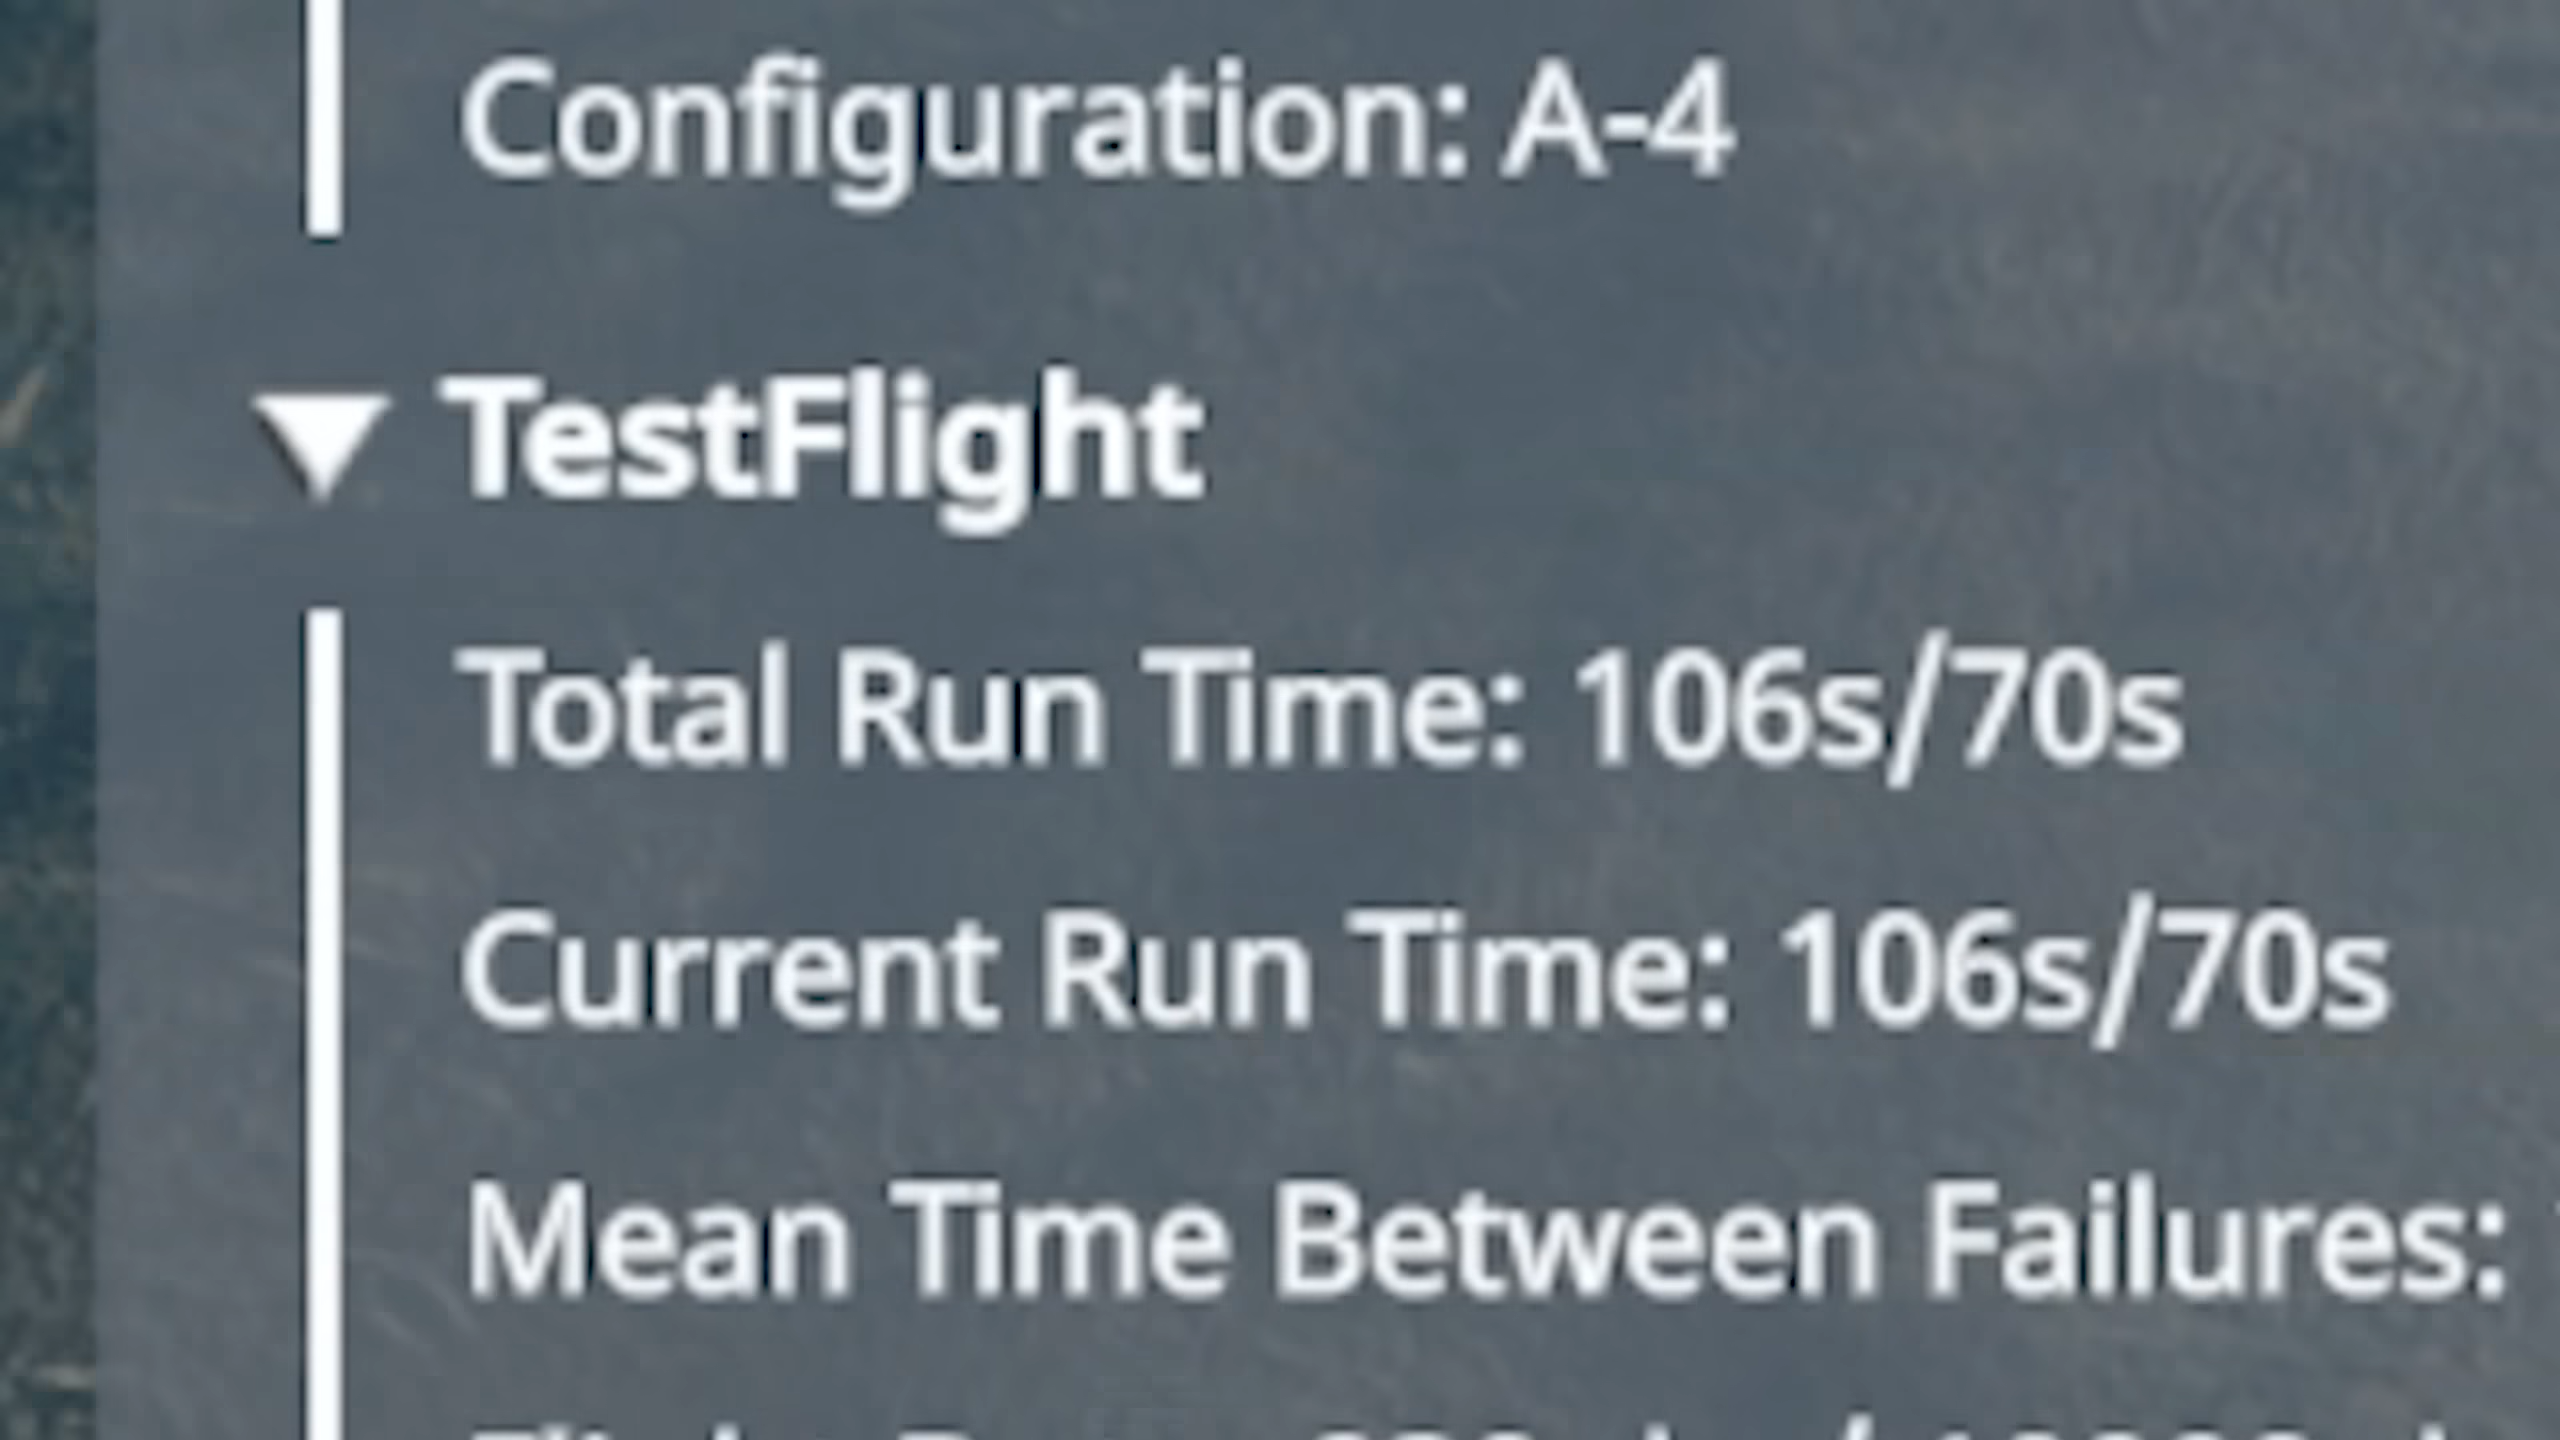 Configuration: A-4
TestFlight
Total Run Time: 106s/70s
Current Run Time: 106s/70s
Mean Time Between Failures: